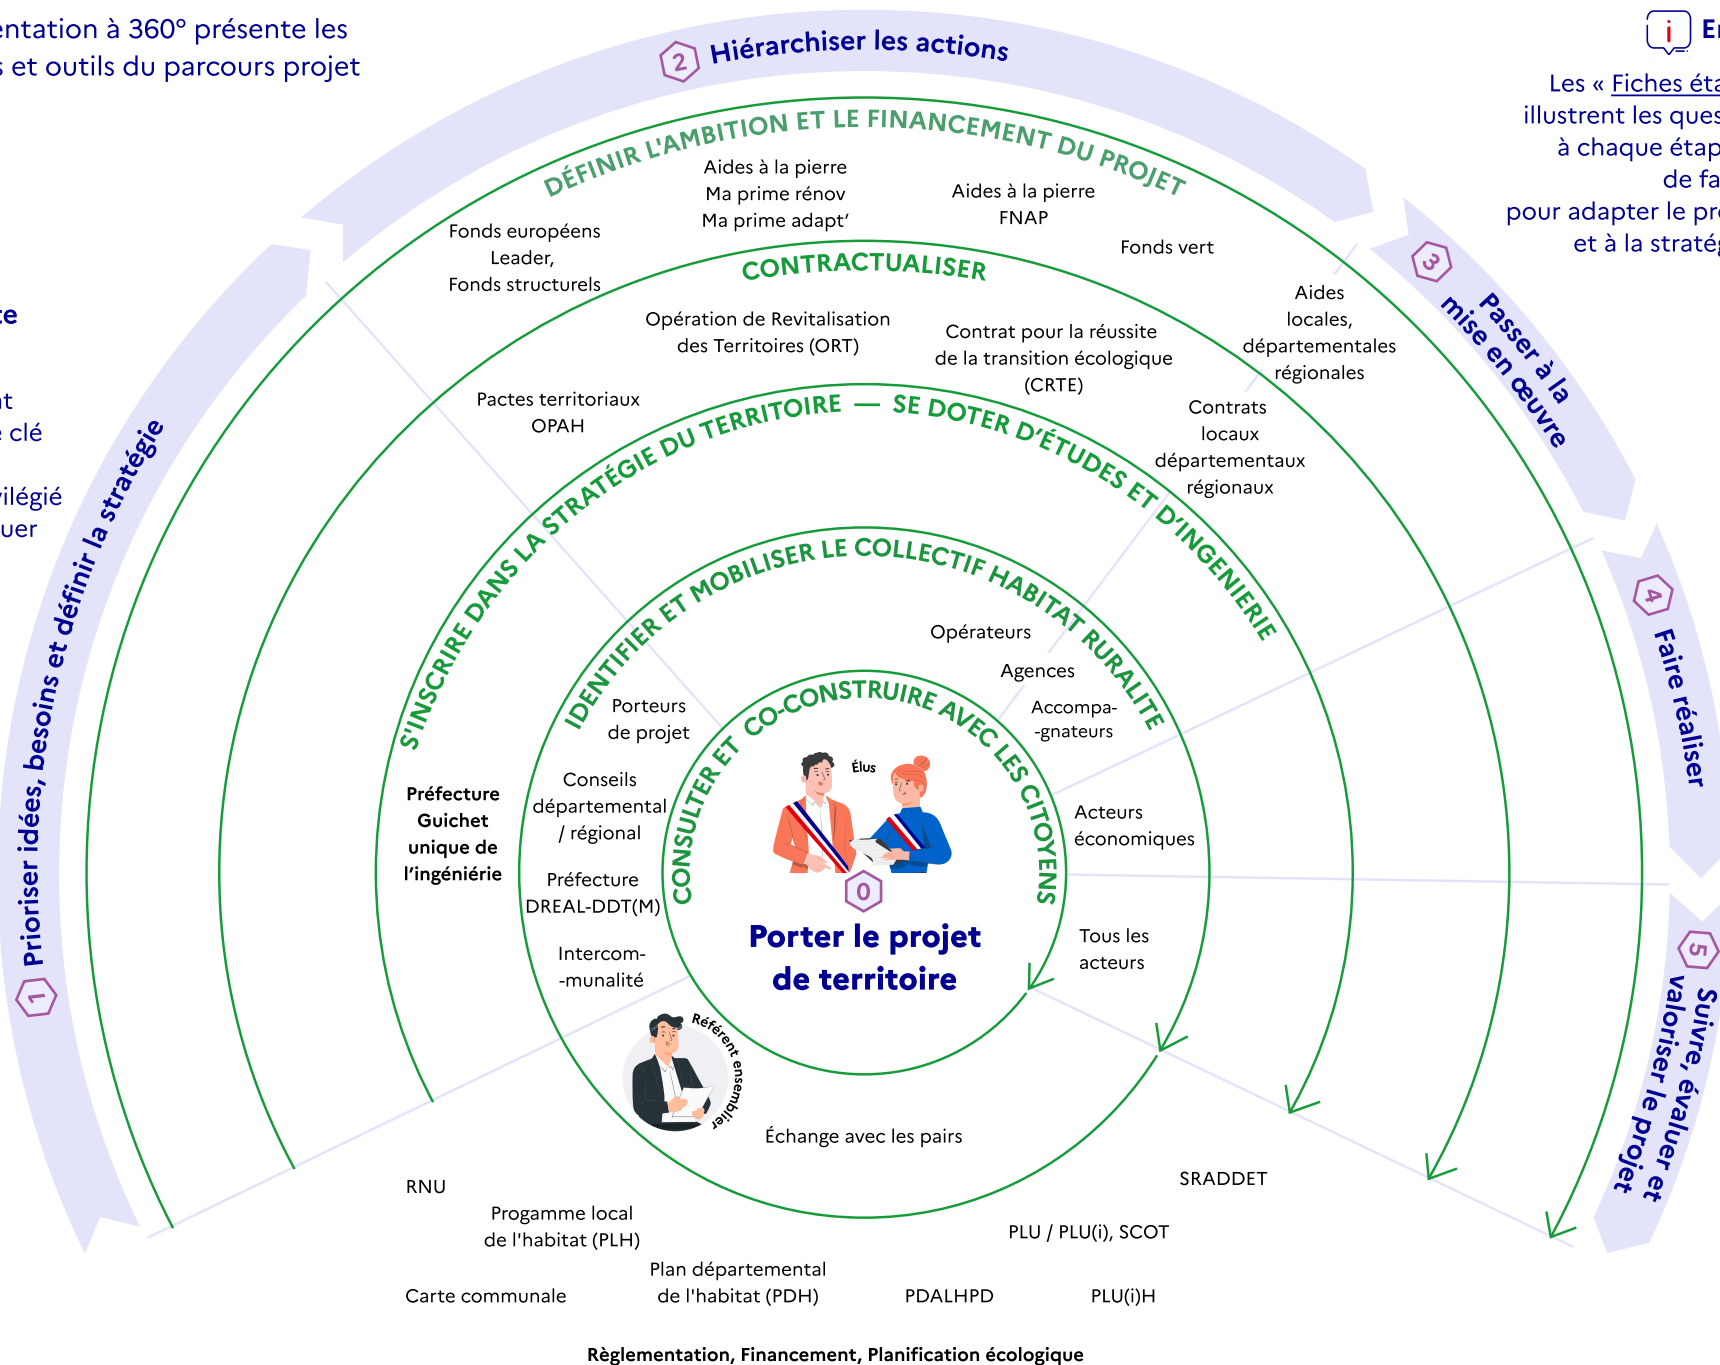 entation à 360° présente les
s et outils du parcours projet
te
t
e clé
vilégié
uer
i
Les « Fiches éta
illustrent les ques
à chaque étap
de fa
pour adapter le pro
et à la straté
1 Prioriser idées, besoins et définir la stratégie
2 Hiérarchiser les actions
3 Passer à la
mise en œuvre
4 Faire réaliser
5 Suivre, évaluer et
valoriser le projet
DÉFINIR L'AMBITION ET LE FINANCEMENT DU PROJET
Fonds européens
Leader,
Fonds structurels
Aides à la pierre
Ma prime rénov
Ma prime adapt’
Aides à la pierre
FNAP
Fonds vert
Aides
locales,
départementales
régionales
CONTRACTUALISER
Pactes territoriaux
OPAH
Opération de Revitalisation
des Territoires (ORT)
Contrat pour la réussite
de la transition écologique
(CRTE)
Contrats
locaux
départementaux
régionaux
S'INSCRIRE DANS LA STRATÉGIE DU TERRITOIRE — SE DOTER D’ÉTUDES ET D’INGENIERIE
Préfecture
Guichet
unique de
l’ingéniérie
IDENTIFIER ET MOBILISER LE COLLECTIF HABITAT RURALITE
Porteurs
de projet
Conseils
départemental
/ régional
Préfecture
DREAL-DDT(M)
Intercom-
-munalité
Opérateurs
Agences
Accompa-
-gnateurs
Acteurs
économiques
Tous les
acteurs
CONSULTER ET CO-CONSTRUIRE AVEC LES CITOYENS
Élus
0
Porter le projet
de territoire
Référent ensemblier
Échange avec les pairs
RNU
Progamme local
de l'habitat (PLH)
Carte communale
Plan départemental
de l'habitat (PDH)
PDALHPD
PLU / PLU(i), SCOT
PLU(i)H
SRADDET
Règlementation, Financement, Planification écologique